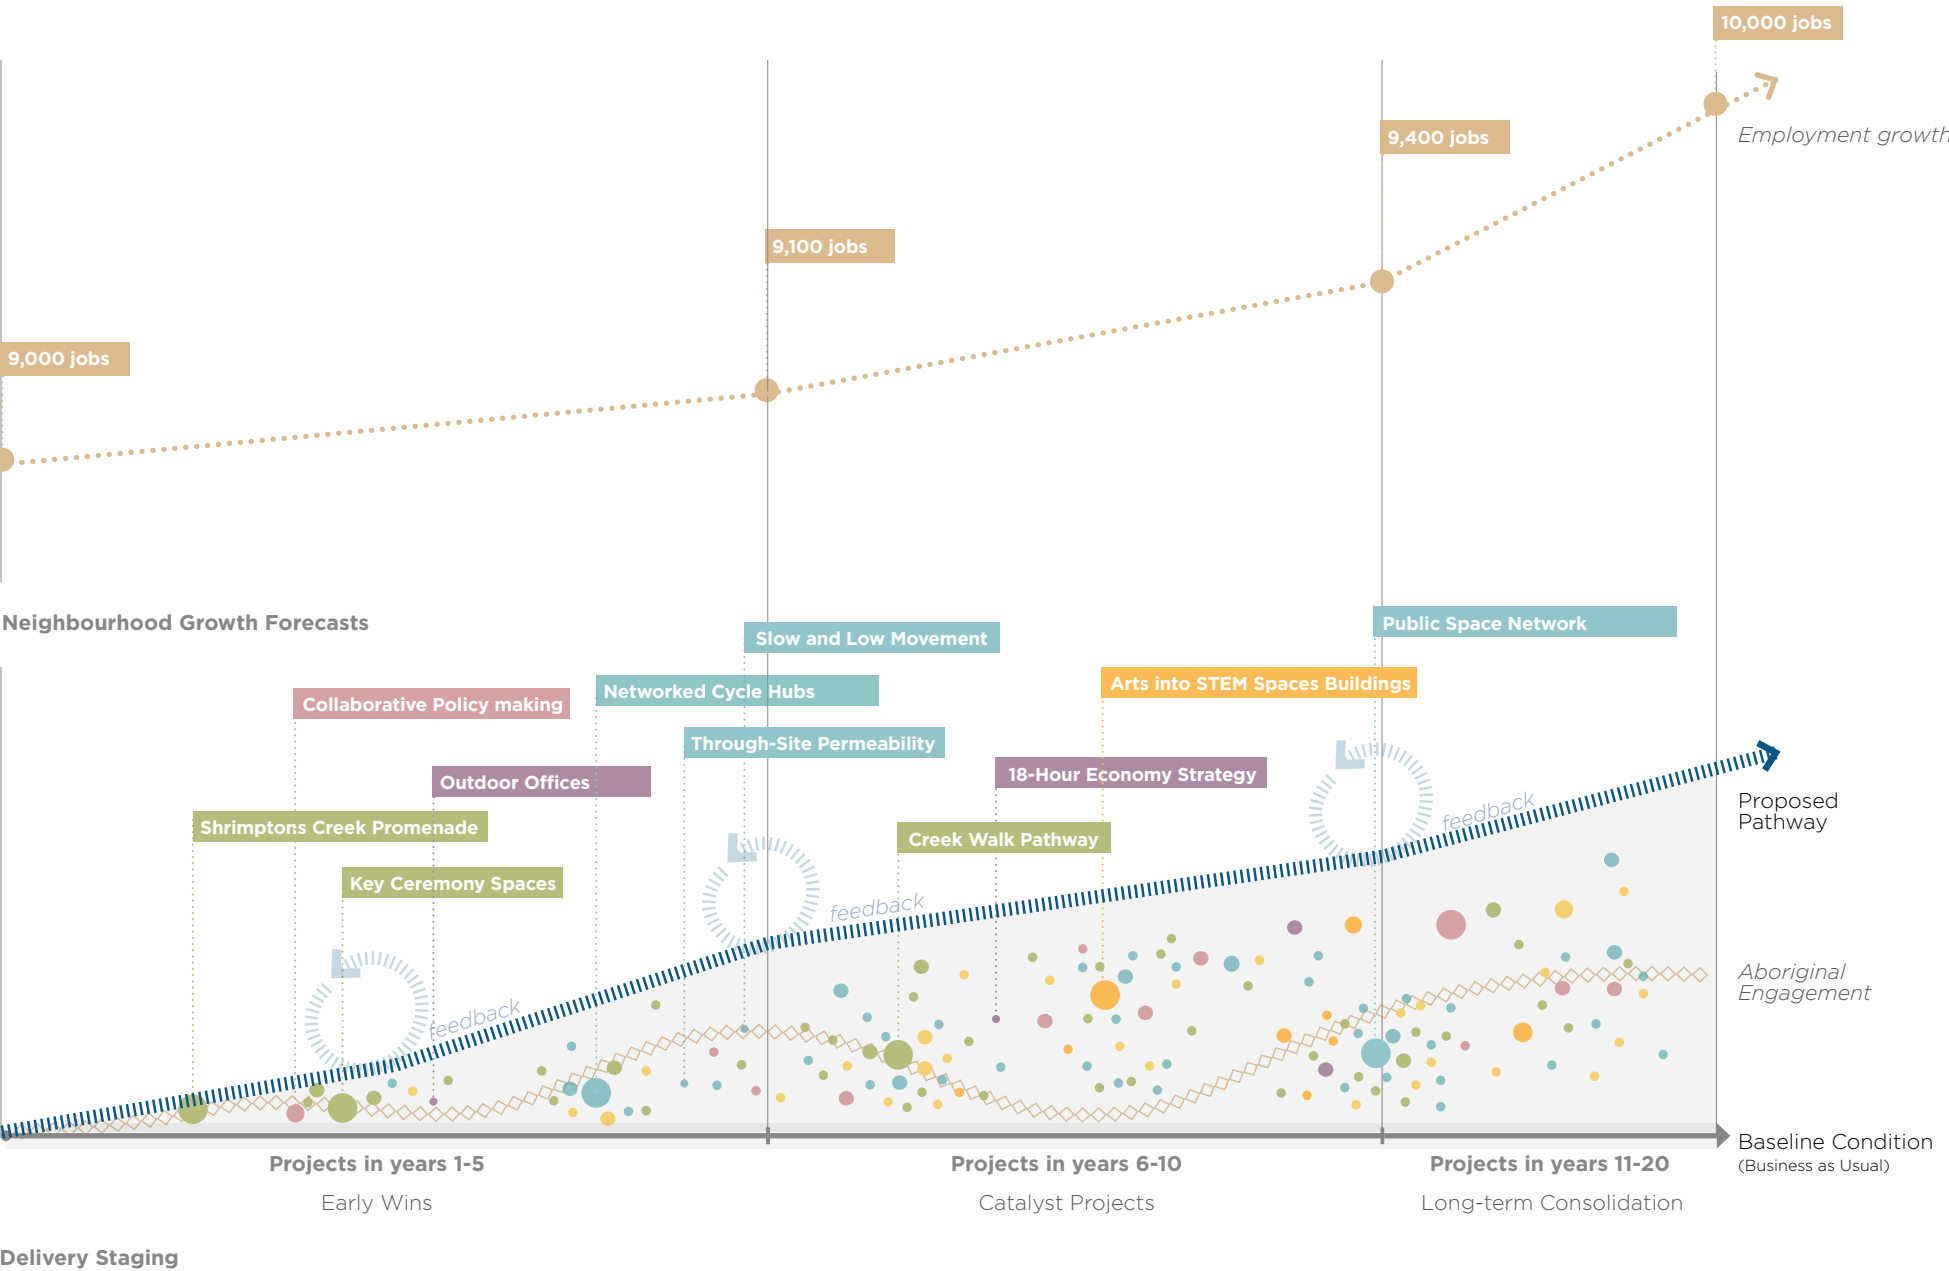 10,000 jobs
Employment growth
9,400 jobs
9,100 jobs
9,000 jobs
Neighbourhood Growth Forecasts
Public Space Network
Slow and Low Movement
Arts into STEM Spaces Buildings
Networked Cycle Hubs
Collaborative Policy making
Through-Site Permeability
18-Hour Economy Strategy
Outdoor Offices
Shrimptons Creek Promenade
Creek Walk Pathway
Key Ceremony Spaces
feedback
feedback
feedback
Proposed
Pathway
Aboriginal
Engagement
Baseline Condition
(Business as Usual)
Projects in years 1-5
Early Wins
Projects in years 6-10
Catalyst Projects
Projects in years 11-20
Long-term Consolidation
Delivery Staging